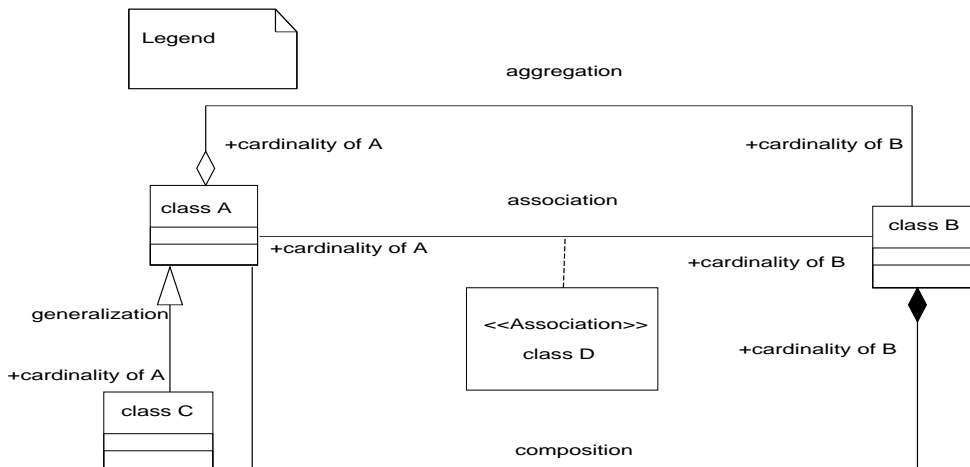 Legend
aggregation
+cardinality of A
+cardinality of B
class A
association
class B
+cardinality of A
+cardinality of B
generalization
<<Association>>
class D
+cardinality of B
+cardinality of A
class C
composition